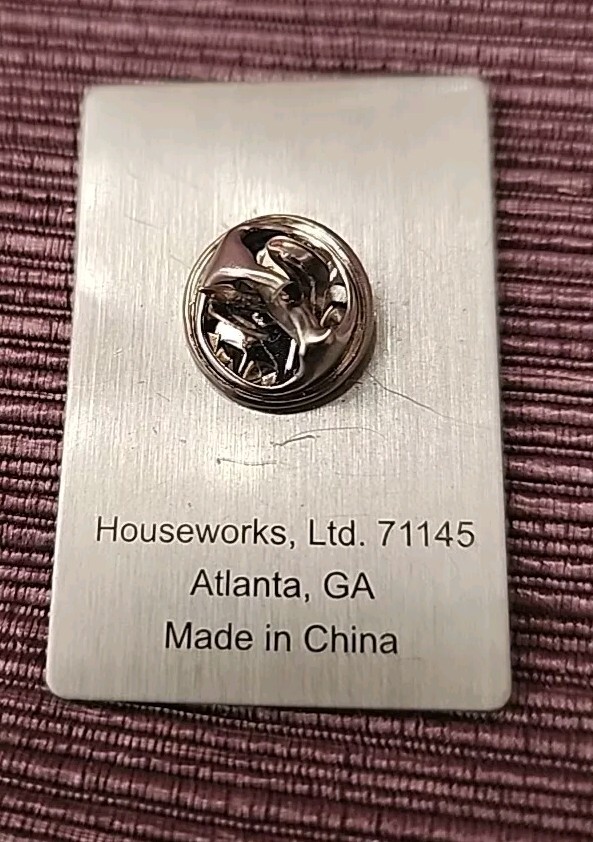 Houseworks, Ltd. 71145
Atlanta, GA
Made in China